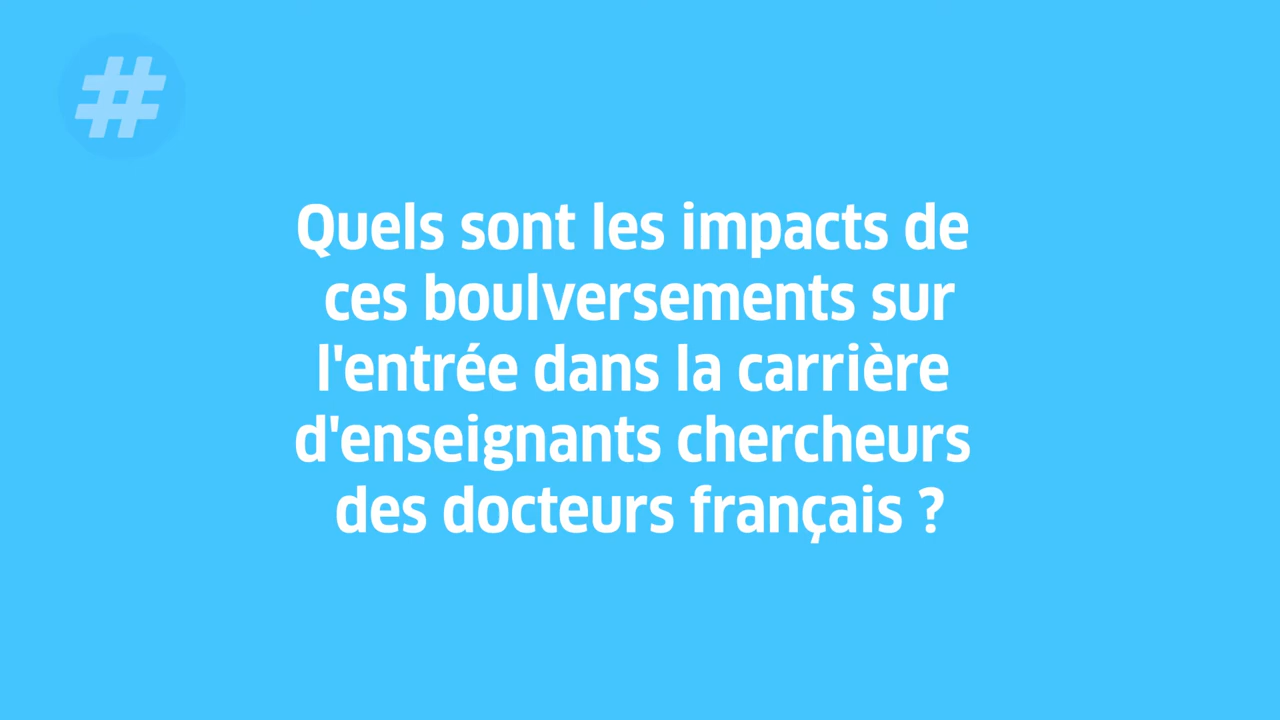 #
Quels sont les impacts de
ces boulversements sur
l'entrée dans la carrière
d'enseignants chercheurs
des docteurs français ?